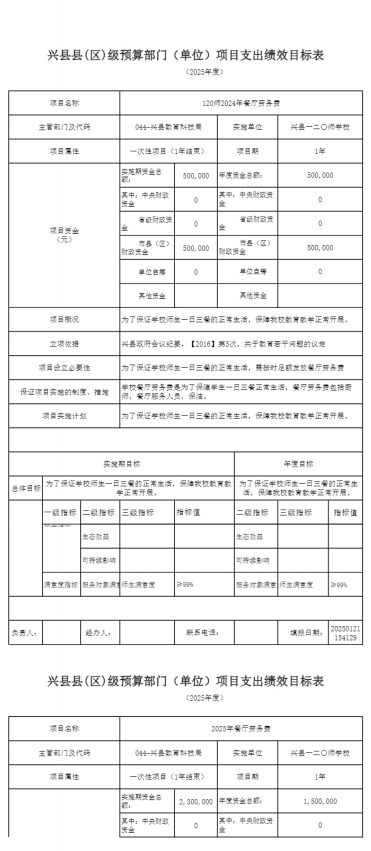 兴县县(区)级预算部门（单位）项目支出绩效目标表
（2025年度）
项目名称 120师2024年餐厅劳务费
主管部门及代码 044-兴县教育科技局 实施单位 兴县一二〇师学校
项目属性 一次性项目（1年结束） 项目期 1年
项目资金（元）
实施期资金总额： 500,000 年度资金总额： 500,000
其中：中央财政资金 0 其中：中央财政资金 0
省级财政资金 0 省级财政资金 0
市县（区）财政资金 500,000 市县（区）财政资金 500,000
单位自筹 0 单位自筹 0
其他资金 其他资金
项目概况 为了保证学校师生一日三餐的正常生活，保障我校教育教学正常开展。
立项依据 兴县政府会议纪要，【2016】第5次，关于教育若干问题的议定
项目设立必要性 为了保证学校师生一日三餐的正常生活，需按时足额发放餐厅劳务费
保证项目实施的制度、措施 学校餐厅劳务费是为了保障学生一日三餐正常生活，餐厅劳务费包括厨师，餐厅服务人员，保洁。
项目实施计划 为了保证学校师生一日三餐的正常生活，保障我校教育教学正常开展。
实施期目标 年度目标
总体目标 为了保证学校师生一日三餐的正常生活，保障我校教育教学正常开展。 为了保证学校师生一日三餐的正常生活，保障我校教育教学正常开展。
一级指标 二级指标 三级指标 指标值 二级指标 三级指标 指标值
生态效益 生态效益
可持续影响 可持续影响
满意度指标 服务对象满意 师生满意度 ≥99% 服务对象满意 师生满意度 ≥99%
负责人： 经办人： 联系电话： 填报日期： 20250121154129
兴县县(区)级预算部门（单位）项目支出绩效目标表
（2025年度）
项目名称 2025年餐厅劳务费
主管部门及代码 044-兴县教育科技局 实施单位 兴县一二〇师学校
项目属性 一次性项目（1年结束） 项目期 1年
实施期资金总额： 2,300,000 年度资金总额： 1,800,000
其中：中央财政资金 0 其中：中央财政资金 0